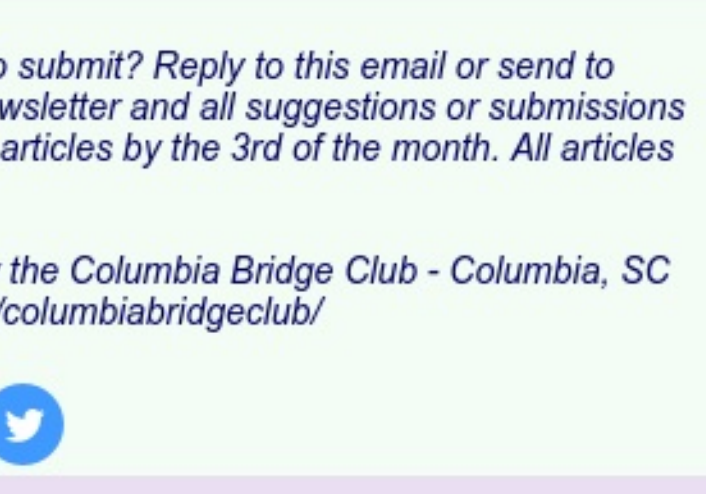 o submit? Reply to this email or send to
wsletter and all suggestions or submissions
articles by the 3rd of the month. All articles
the Columbia Bridge Club - Columbia, SC
/columbiabridgeclub/